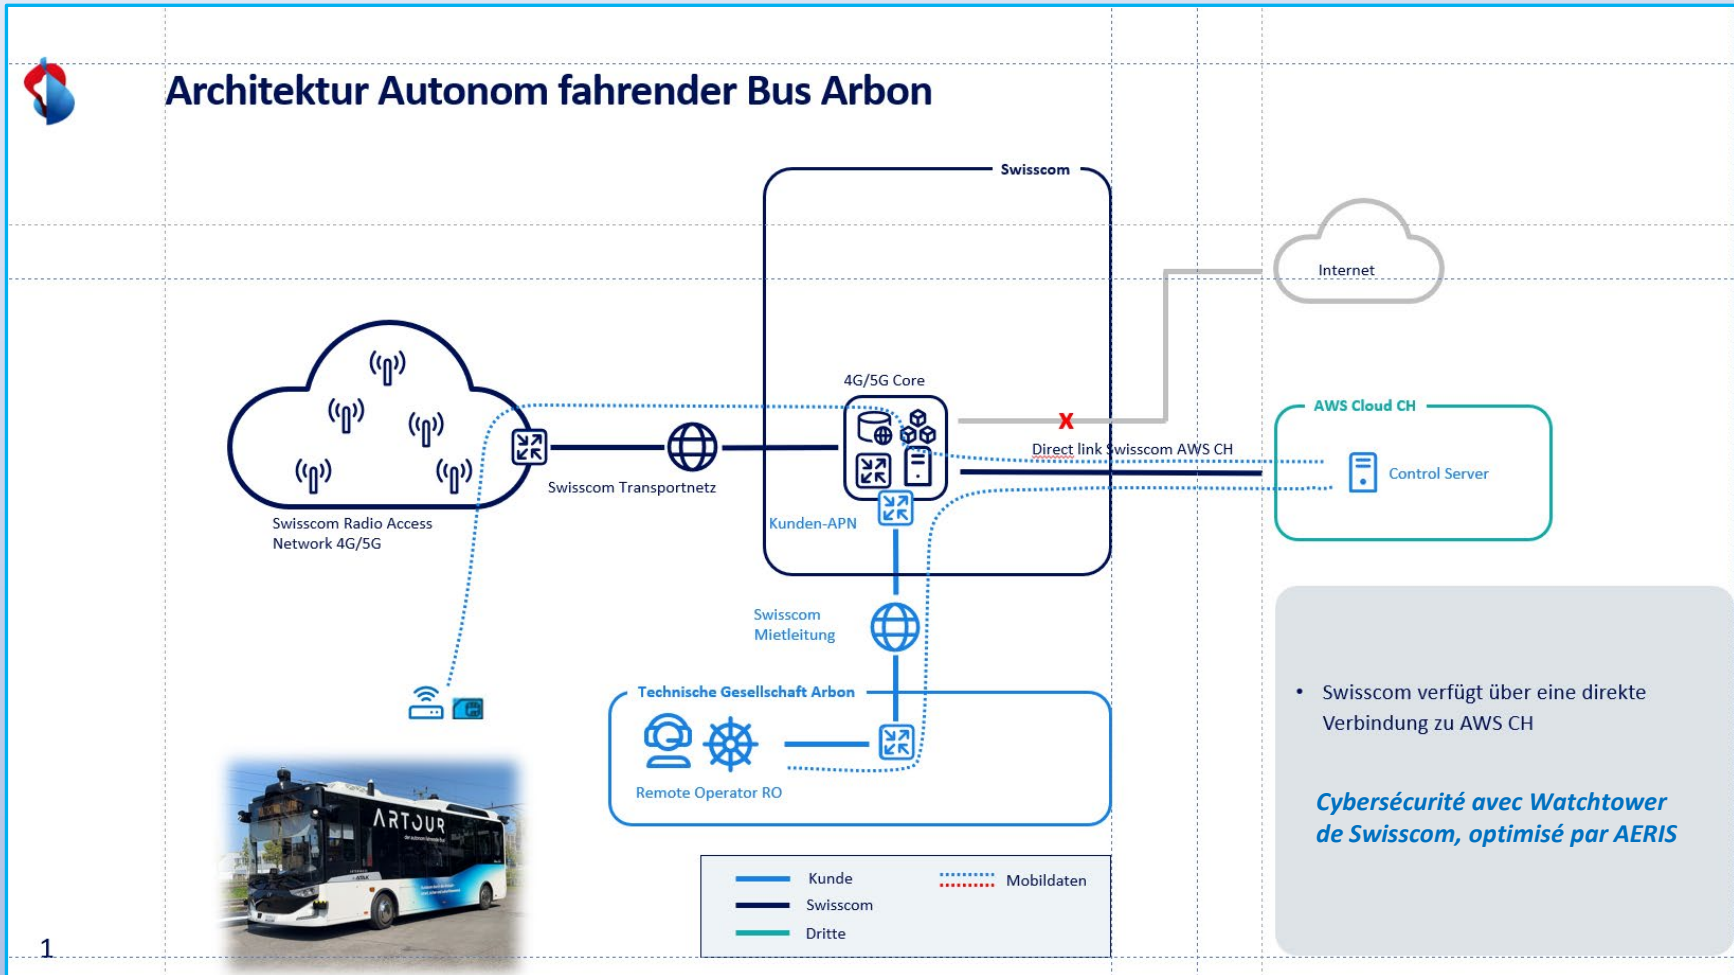 Architektur Autonom fahrender Bus Arbon
Swisscom
Internet
4G/5G Core
AWS Cloud CH
X
Direct link Swisscom AWS CH
Control Server
Swisscom Transportnetz
Kunden-APN
Swisscom Radio Access
Network 4G/5G
Swisscom
Mietleitung
Technische Gesellschaft Arbon
Remote Operator RO
• Swisscom verfügt über eine direkte
Verbindung zu AWS CH
Cybersécurité avec Watchtower
de Swisscom, optimisé par AERIS
ARTOUR
Kunde
Mobildaten
Swisscom
Dritte
1